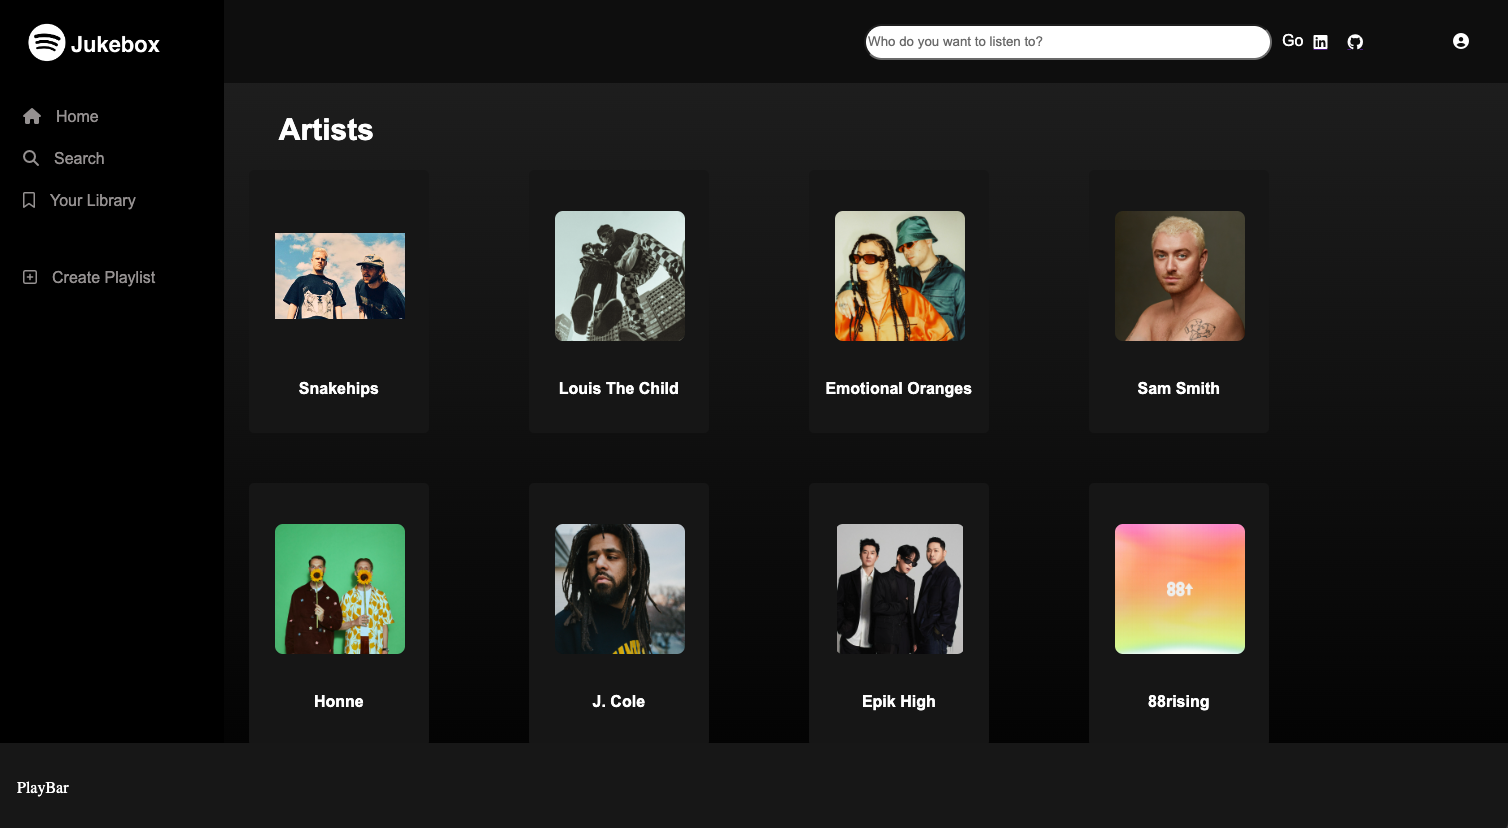 Jukebox
Who do you want to listen to?
Go
Home
Search
Your Library
Create Playlist
Artists
Snakehips
Louis The Child
Emotional Oranges
Sam Smith
88↑
Honne
J. Cole
Epik High
88rising
PlayBar